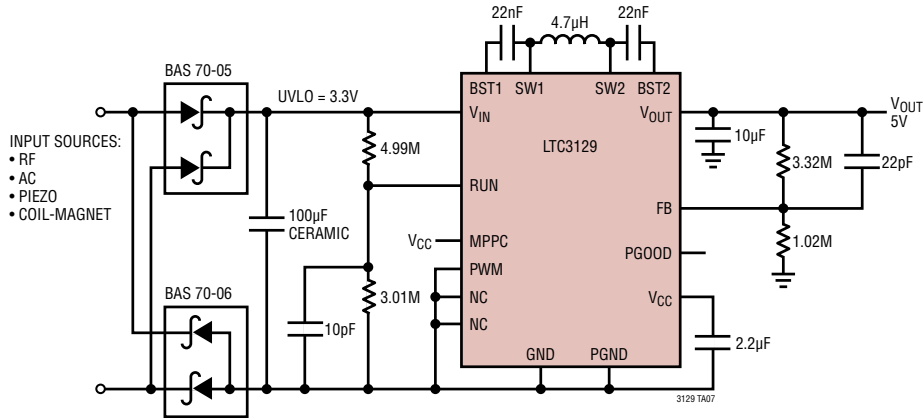 22nF
4.7µH
22nF
BAS 70-05
UVLO = 3.3V
BST1
SW1
SW2
BST2
VIN
VOUT
VOUT
5V
LTC3129
10µF
INPUT SOURCES:
• RF
• AC
• PIEZO
• COIL-MAGNET
4.99M
3.32M
22pF
RUN
FB
100µF
CERAMIC
VCC
MPPC
1.02M
PWM
PGOOD
BAS 70-06
NC
VCC
3.01M
10pF
NC
2.2µF
GND
PGND
3129 TA07